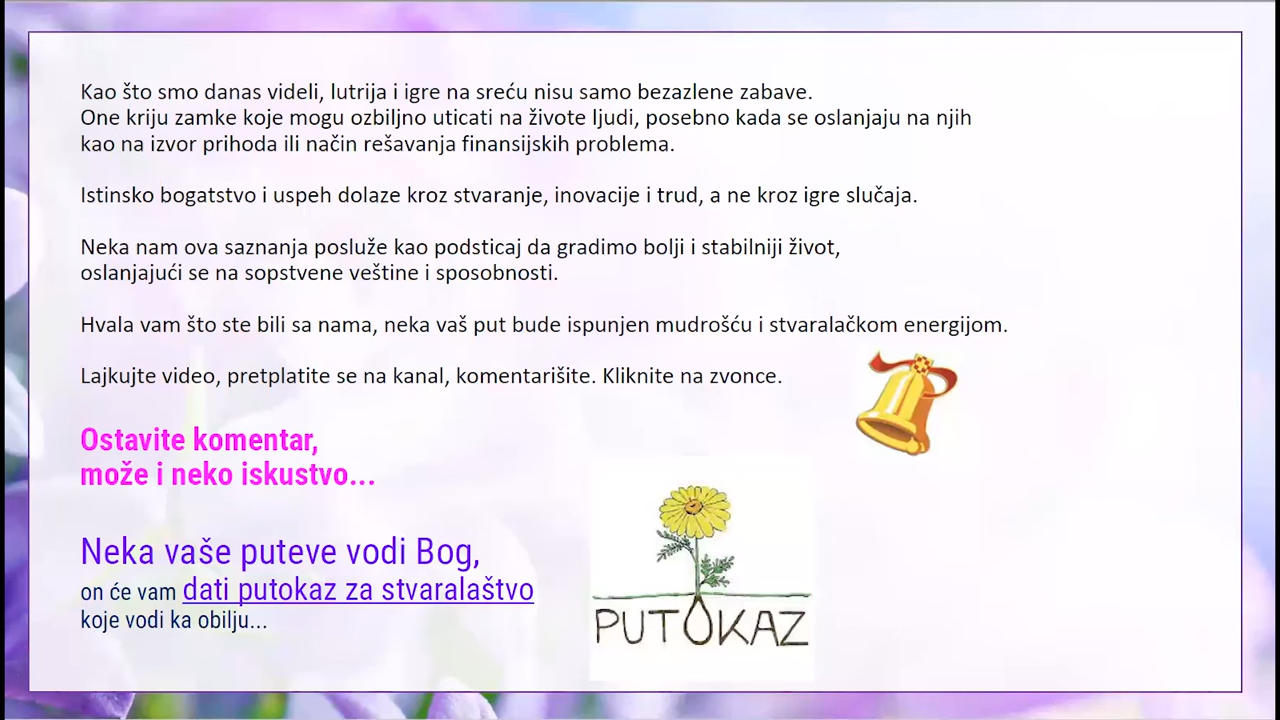 Kao što smo danas videli, lutrija i igre na sreću nisu samo bezazlene zabave.
One kriju zamke koje mogu ozbiljno uticati na živote ljudi, posebno kada se oslanjaju na njih
kao na izvor prihoda ili način rešavanja finansijskih problema.
Istinsko bogatstvo i uspeh dolaze kroz stvaranje, inovacije i trud, a ne kroz igre slučaja.
Neka nam ova saznanja posluže kao podsticaj da gradimo bolji i stabilniji život,
oslanjajući se na sopstvene veštine i sposobnosti.
Hvala vam što ste bili sa nama, neka vaš put bude ispunjen mudrošću i stvaralačkom energijom.
Lajkujte video, pretplatite se na kanal, komentarišite. Kliknite na zvonce.
Ostavite komentar,
može i neko iskustvo...
Neka vaše puteve vodi Bog,
on će vam dati putokaz za stvaralaštvo
koje vodi ka obilju...
PUTOKAZ